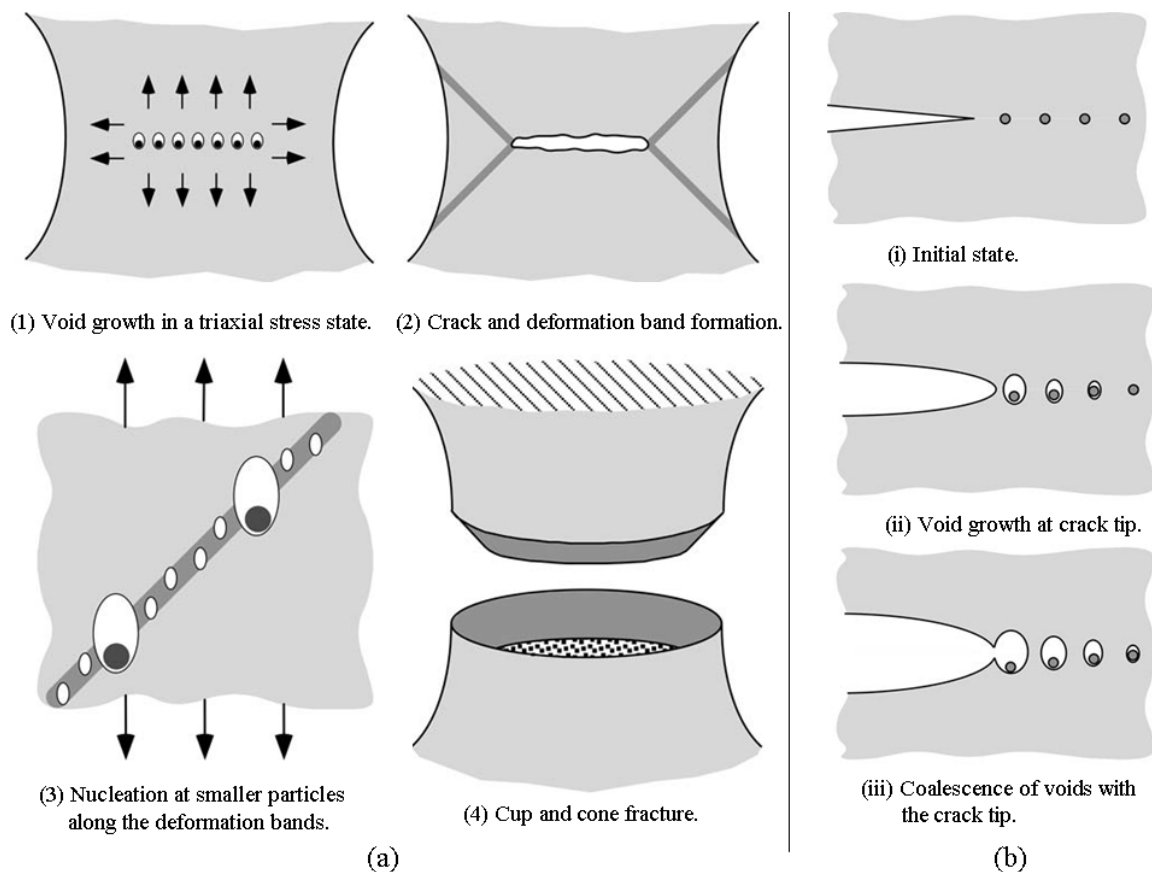 (1) Void growth in a triaxial stress state.
(2) Crack and deformation band formation.
(3) Nucleation at smaller particles
along the deformation bands.
(4) Cup and cone fracture.
(a)
(i) Initial state.
(ii) Void growth at crack tip.
(iii) Coalescence of voids with
the crack tip.
(b)